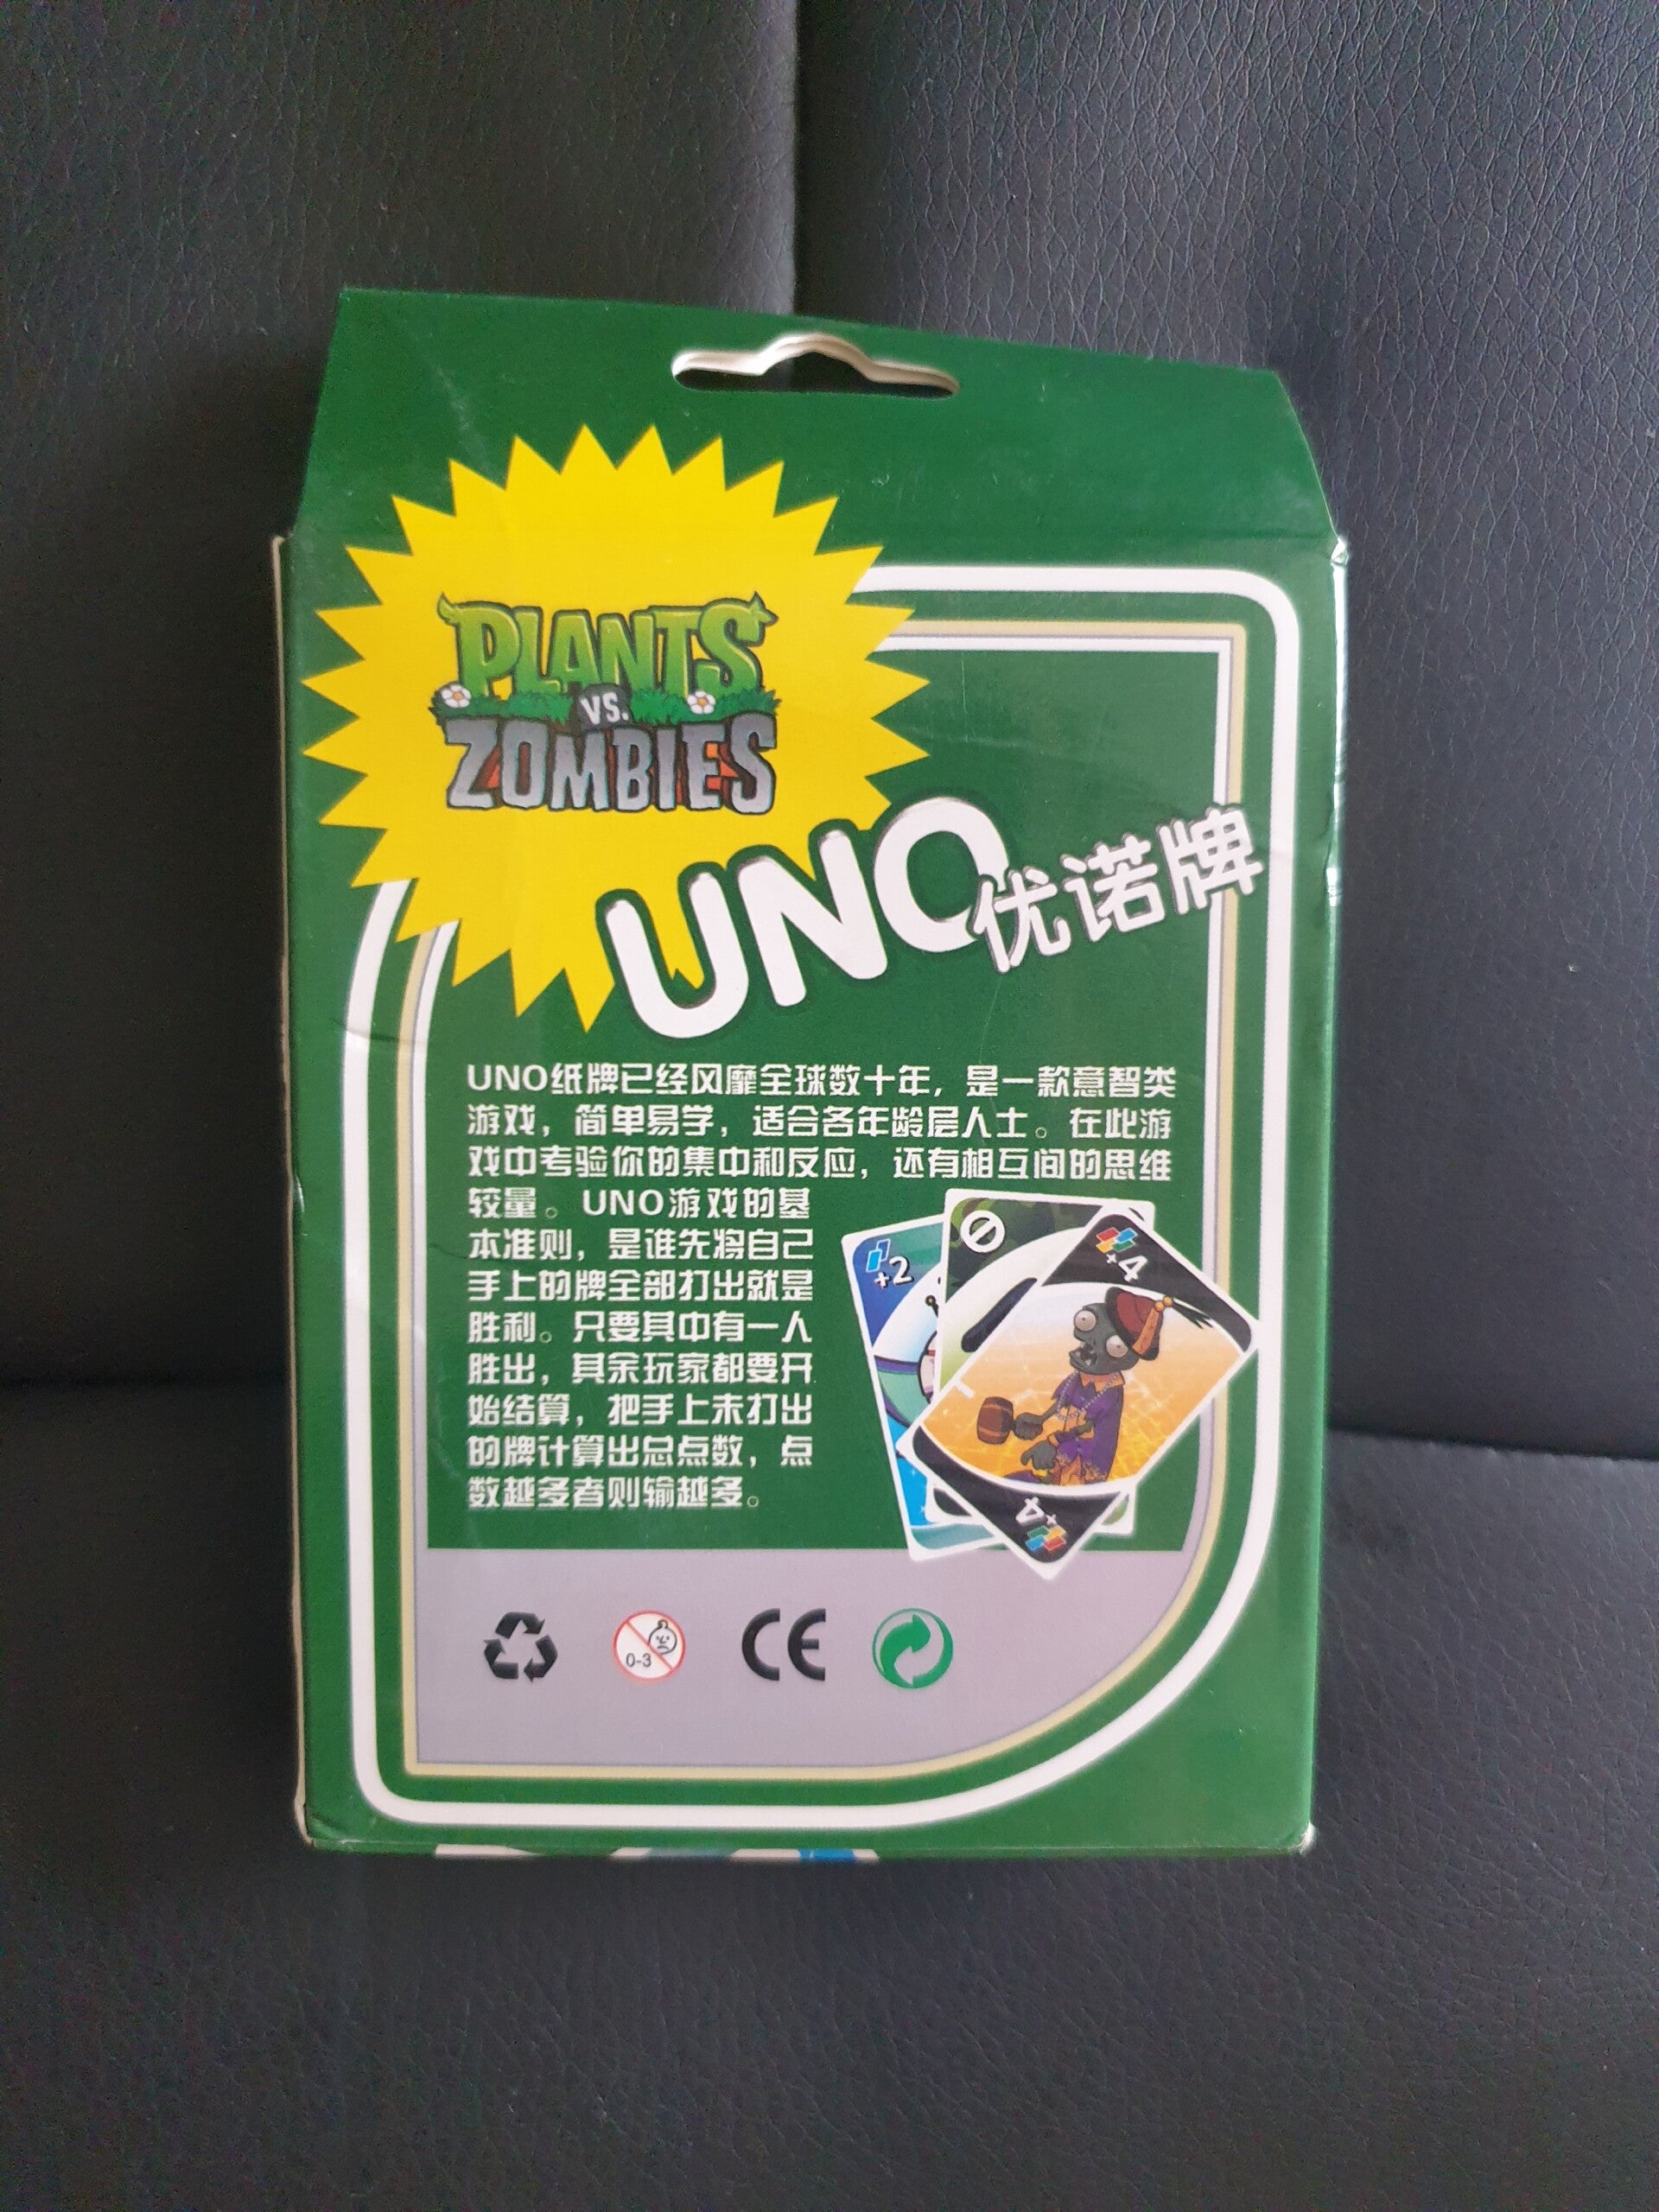 PLANTS
VS.
ZOMBIES
UNO优诺牌
UNO纸牌已经风靡全球数十年，是一款意智类
游戏，简单易学，适合各年龄层人士。在此游
戏中考验你的集中和反应，还有相互间的思维
较量。UNO游戏的基
本准则，是谁先将自己
手上的牌全部打出就是
胜利。只要其中有一人
胜出，其余玩家都要开
始结算，把手上未打出
的牌计算出总点数，点
数越多者则输越多。
+2
+4
+4
0-3
CE